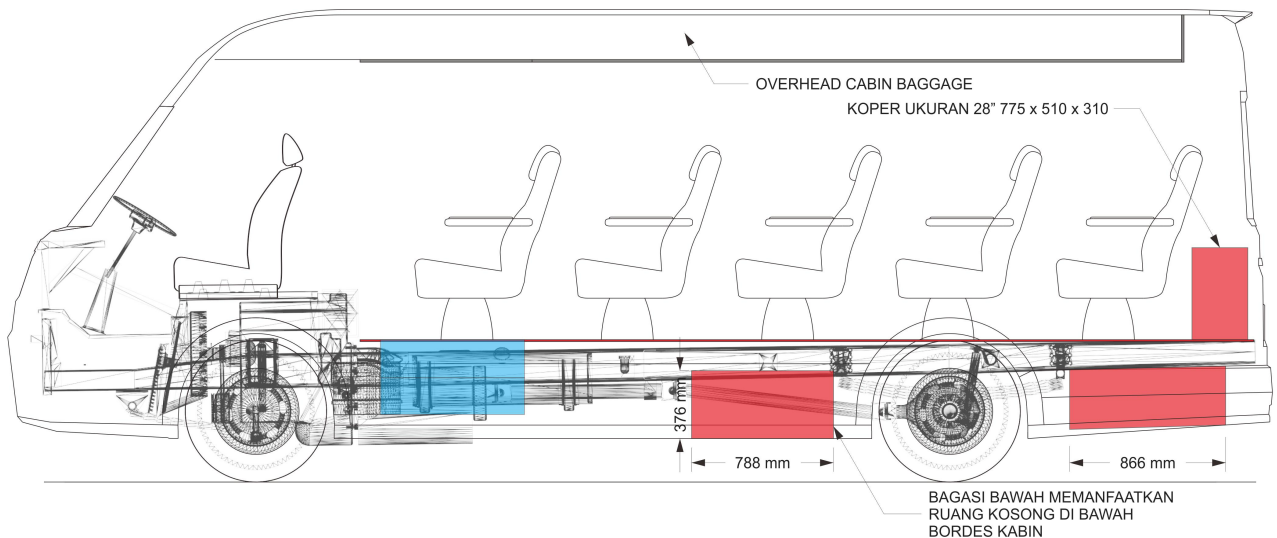 OVERHEAD CABIN BAGGAGE
KOPER UKURAN 28" 775 x 510 x 310
376 mm
788 mm
866 mm
BAGASI BAWAH MEMANFAATKAN
RUANG KOSONG DI BAWAH
BORDES KABIN